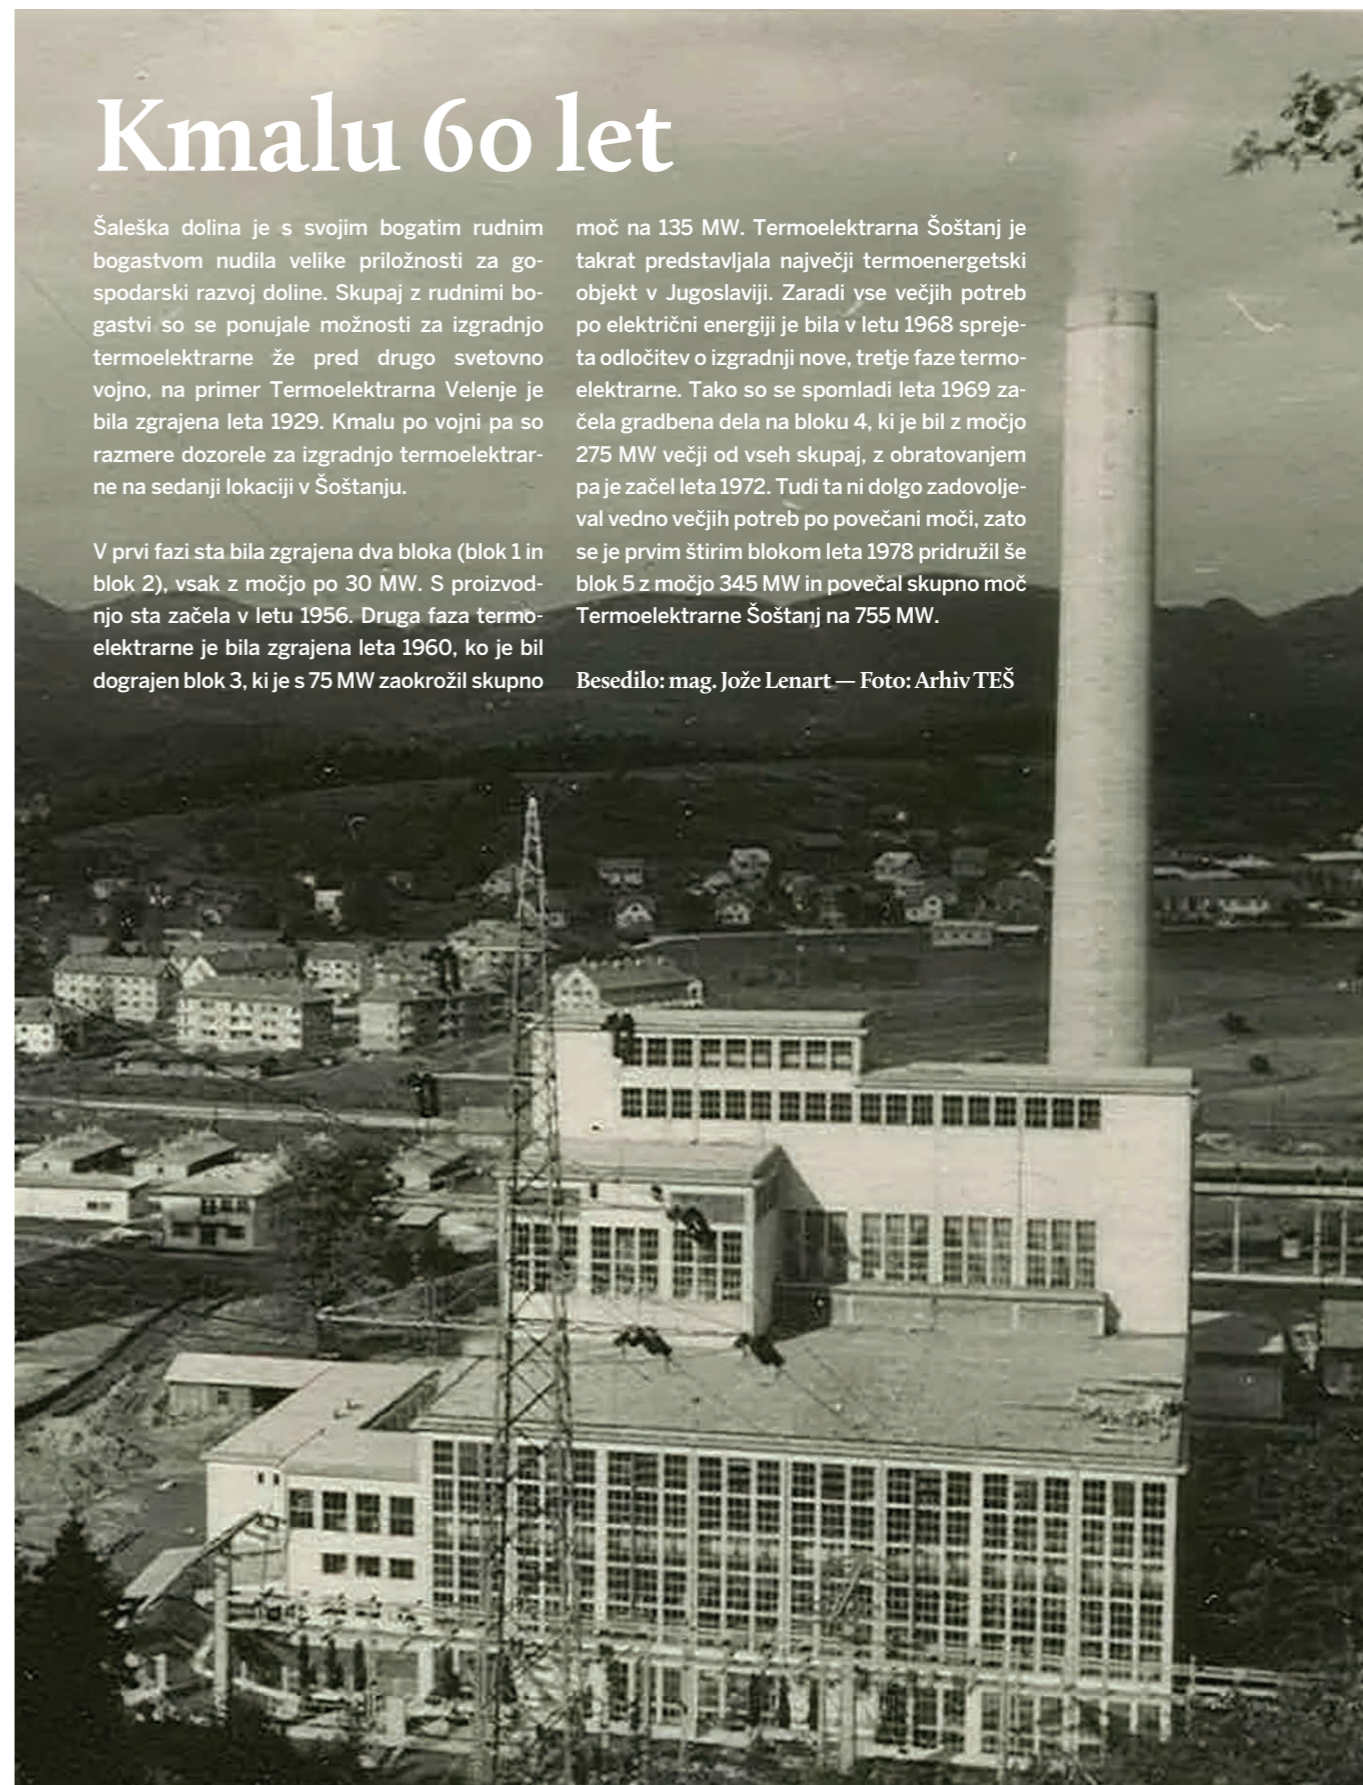 Kmalu 60 let
Šaleška dolina je s svojim bogatim rudnim
bogastvom nudila velike priložnosti za go-
spodarski razvoj doline. Skupaj z rudnimi bo-
gastvi so se ponujale možnosti za izgradnjo
termoelektrarne že pred drugo svetovno
vojno, na primer Termoelektrarna Velenje je
bila zgrajena leta 1929. Kmalu po vojni pa so
razmere dozorele za izgradnjo termoelektrar-
ne na sedanji lokaciji v Šoštanju.
V prvi fazi sta bila zgrajena dva bloka (blok 1 in
blok 2), vsak z močjo po 30 MW. S proizvod-
njo sta začela v letu 1956. Druga faza termo-
elektrarne je bila zgrajena leta 1960, ko je bil
dograjen blok 3, ki je s 75 MW zaokrožil skupno
moč na 135 MW. Termoelektrarna Šoštanj je
takrat predstavljala največji termoenergetski
objekt v Jugoslaviji. Zaradi vse večjih potreb
po električni energiji je bila v letu 1968 spreje-
ta odločitev o izgradnji nove, tretje faze termo-
elektrarne. Tako so se spomladi leta 1969 za-
čela gradbena dela na bloku 4, ki je bil z močjo
275 MW večji od vseh skupaj, z obratovanjem
pa je začel leta 1972. Tudi ta ni dolgo zadovolje-
val vedno večjih potreb po povečani moči, zato
se je prvim štirim blokom leta 1978 pridružil še
blok 5 z močjo 345 MW in povečal skupno moč
Termoelektrarne Šoštanj na 755 MW.
Besedilo: mag. Jože Lenart — Foto: Arhiv TEŠ